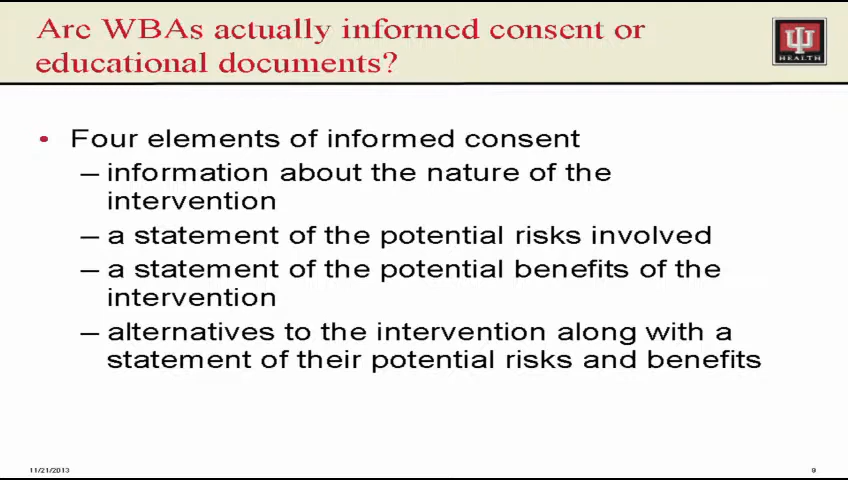 Are WBAs actually informed consent or
educational documents?
HEALTH
• Four elements of informed consent
– information about the nature of the
intervention
– a statement of the potential risks involved
– a statement of the potential benefits of the
intervention
– alternatives to the intervention along with a
statement of their potential risks and benefits
11/21/2013
9